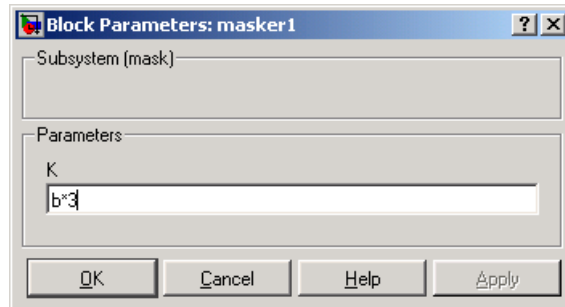 Block Parameters: masker1
Subsystem (mask)
Parameters
K
b*3
OK Cancel Help Apply